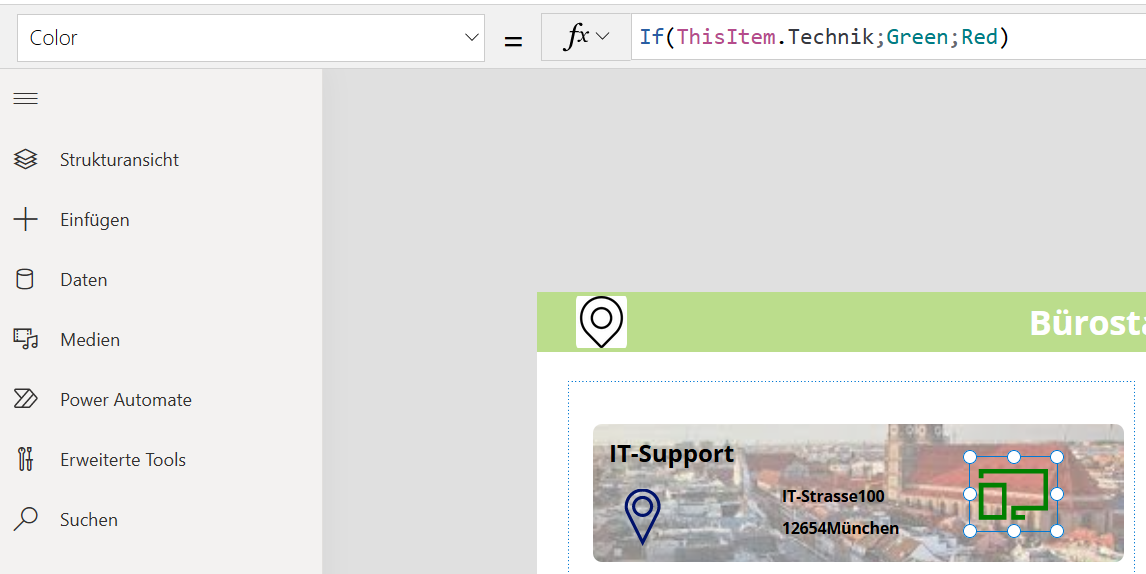 Color = fx If(ThisItem.Technik;Green;Red)
Strukturansicht
Einfügen
Daten
Medien
Power Automate
Erweiterte Tools
Suchen
Bürosta
IT-Support
IT-Strasse100
12654München